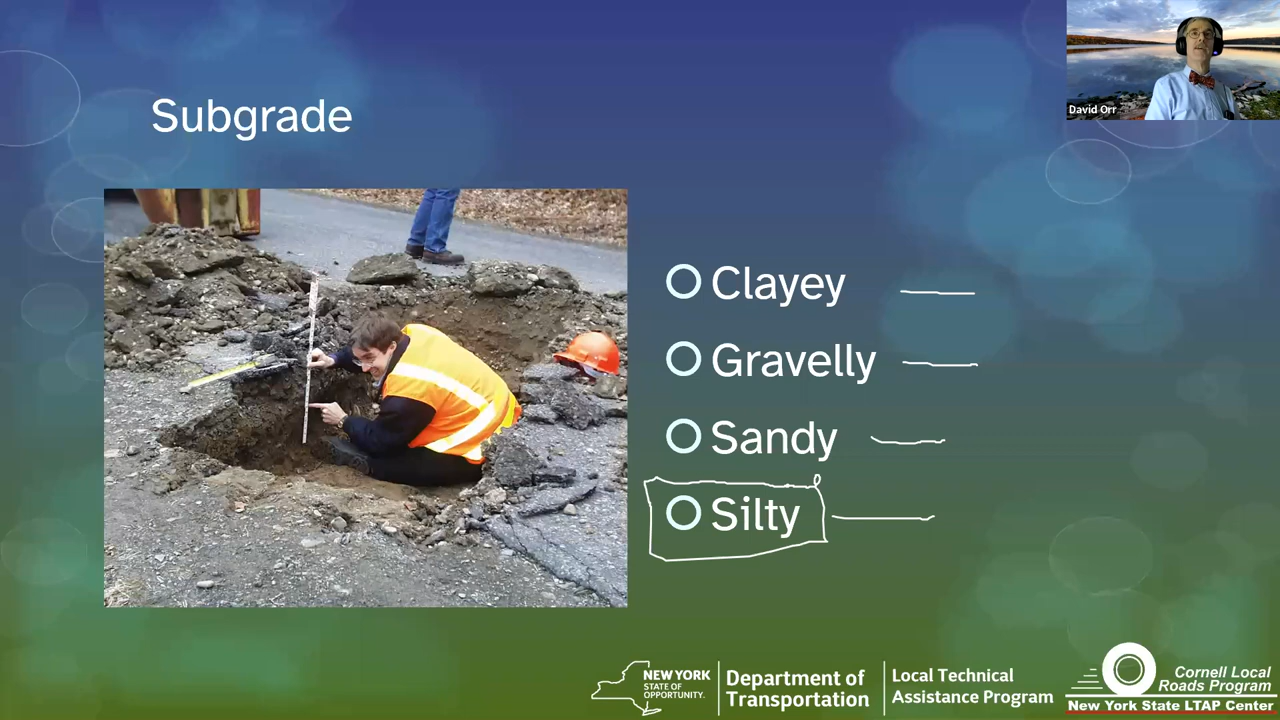 David Orr
Subgrade
Clayey
Gravelly
Sandy
Silty
NEW YORK
STATE OF
OPPORTUNITY.
Department of
Transportation
Local Technical
Assistance Program
Cornell Local
Roads Program
New York State LTAP Center